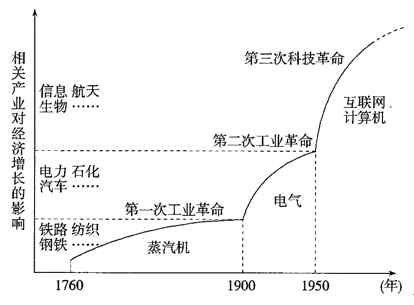 相关产业对经济增长的影响
第三次科技革命
信息 航天
生物……
互联网
计算机
第二次工业革命
电力 石化
汽车……
电气
第一次工业革命
铁路 纺织
钢铁……
蒸汽机
1760
1900
1950
(年)